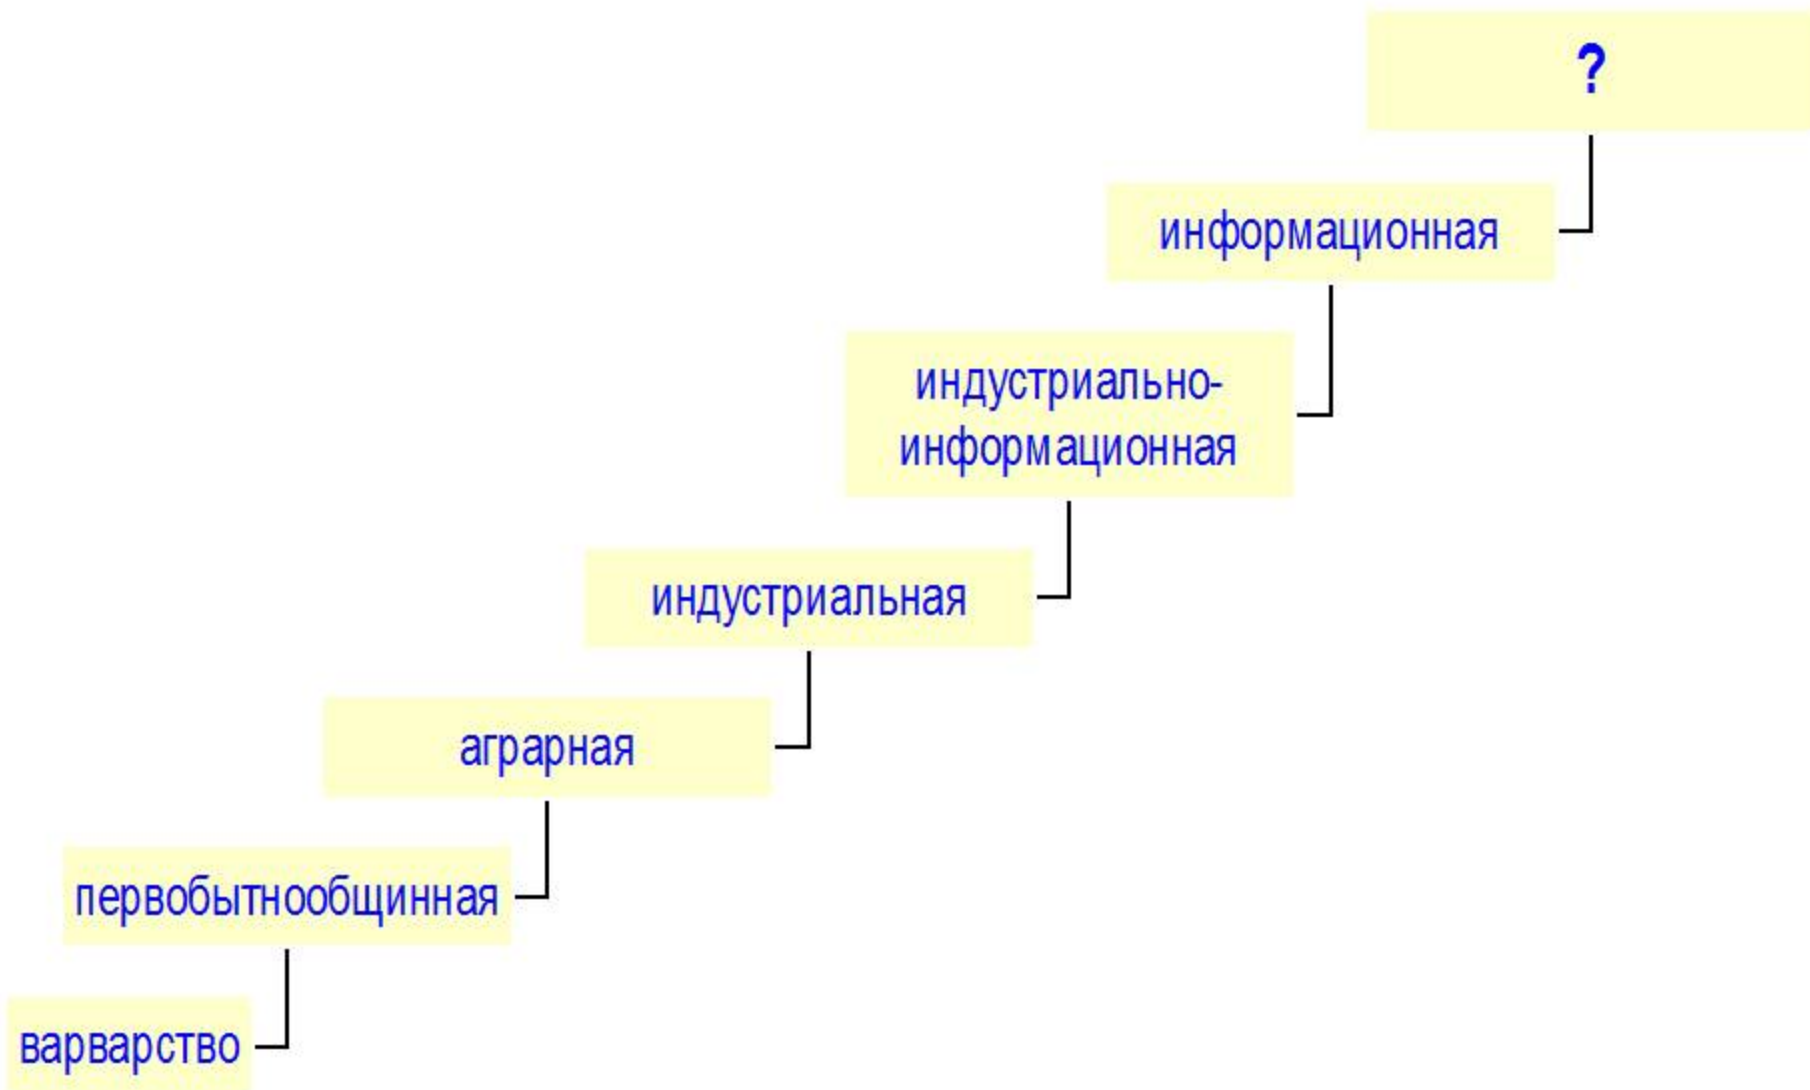 ?
информационная
индустриально-
информационная
индустриальная
аграрная
первобытнообщинная
варварство